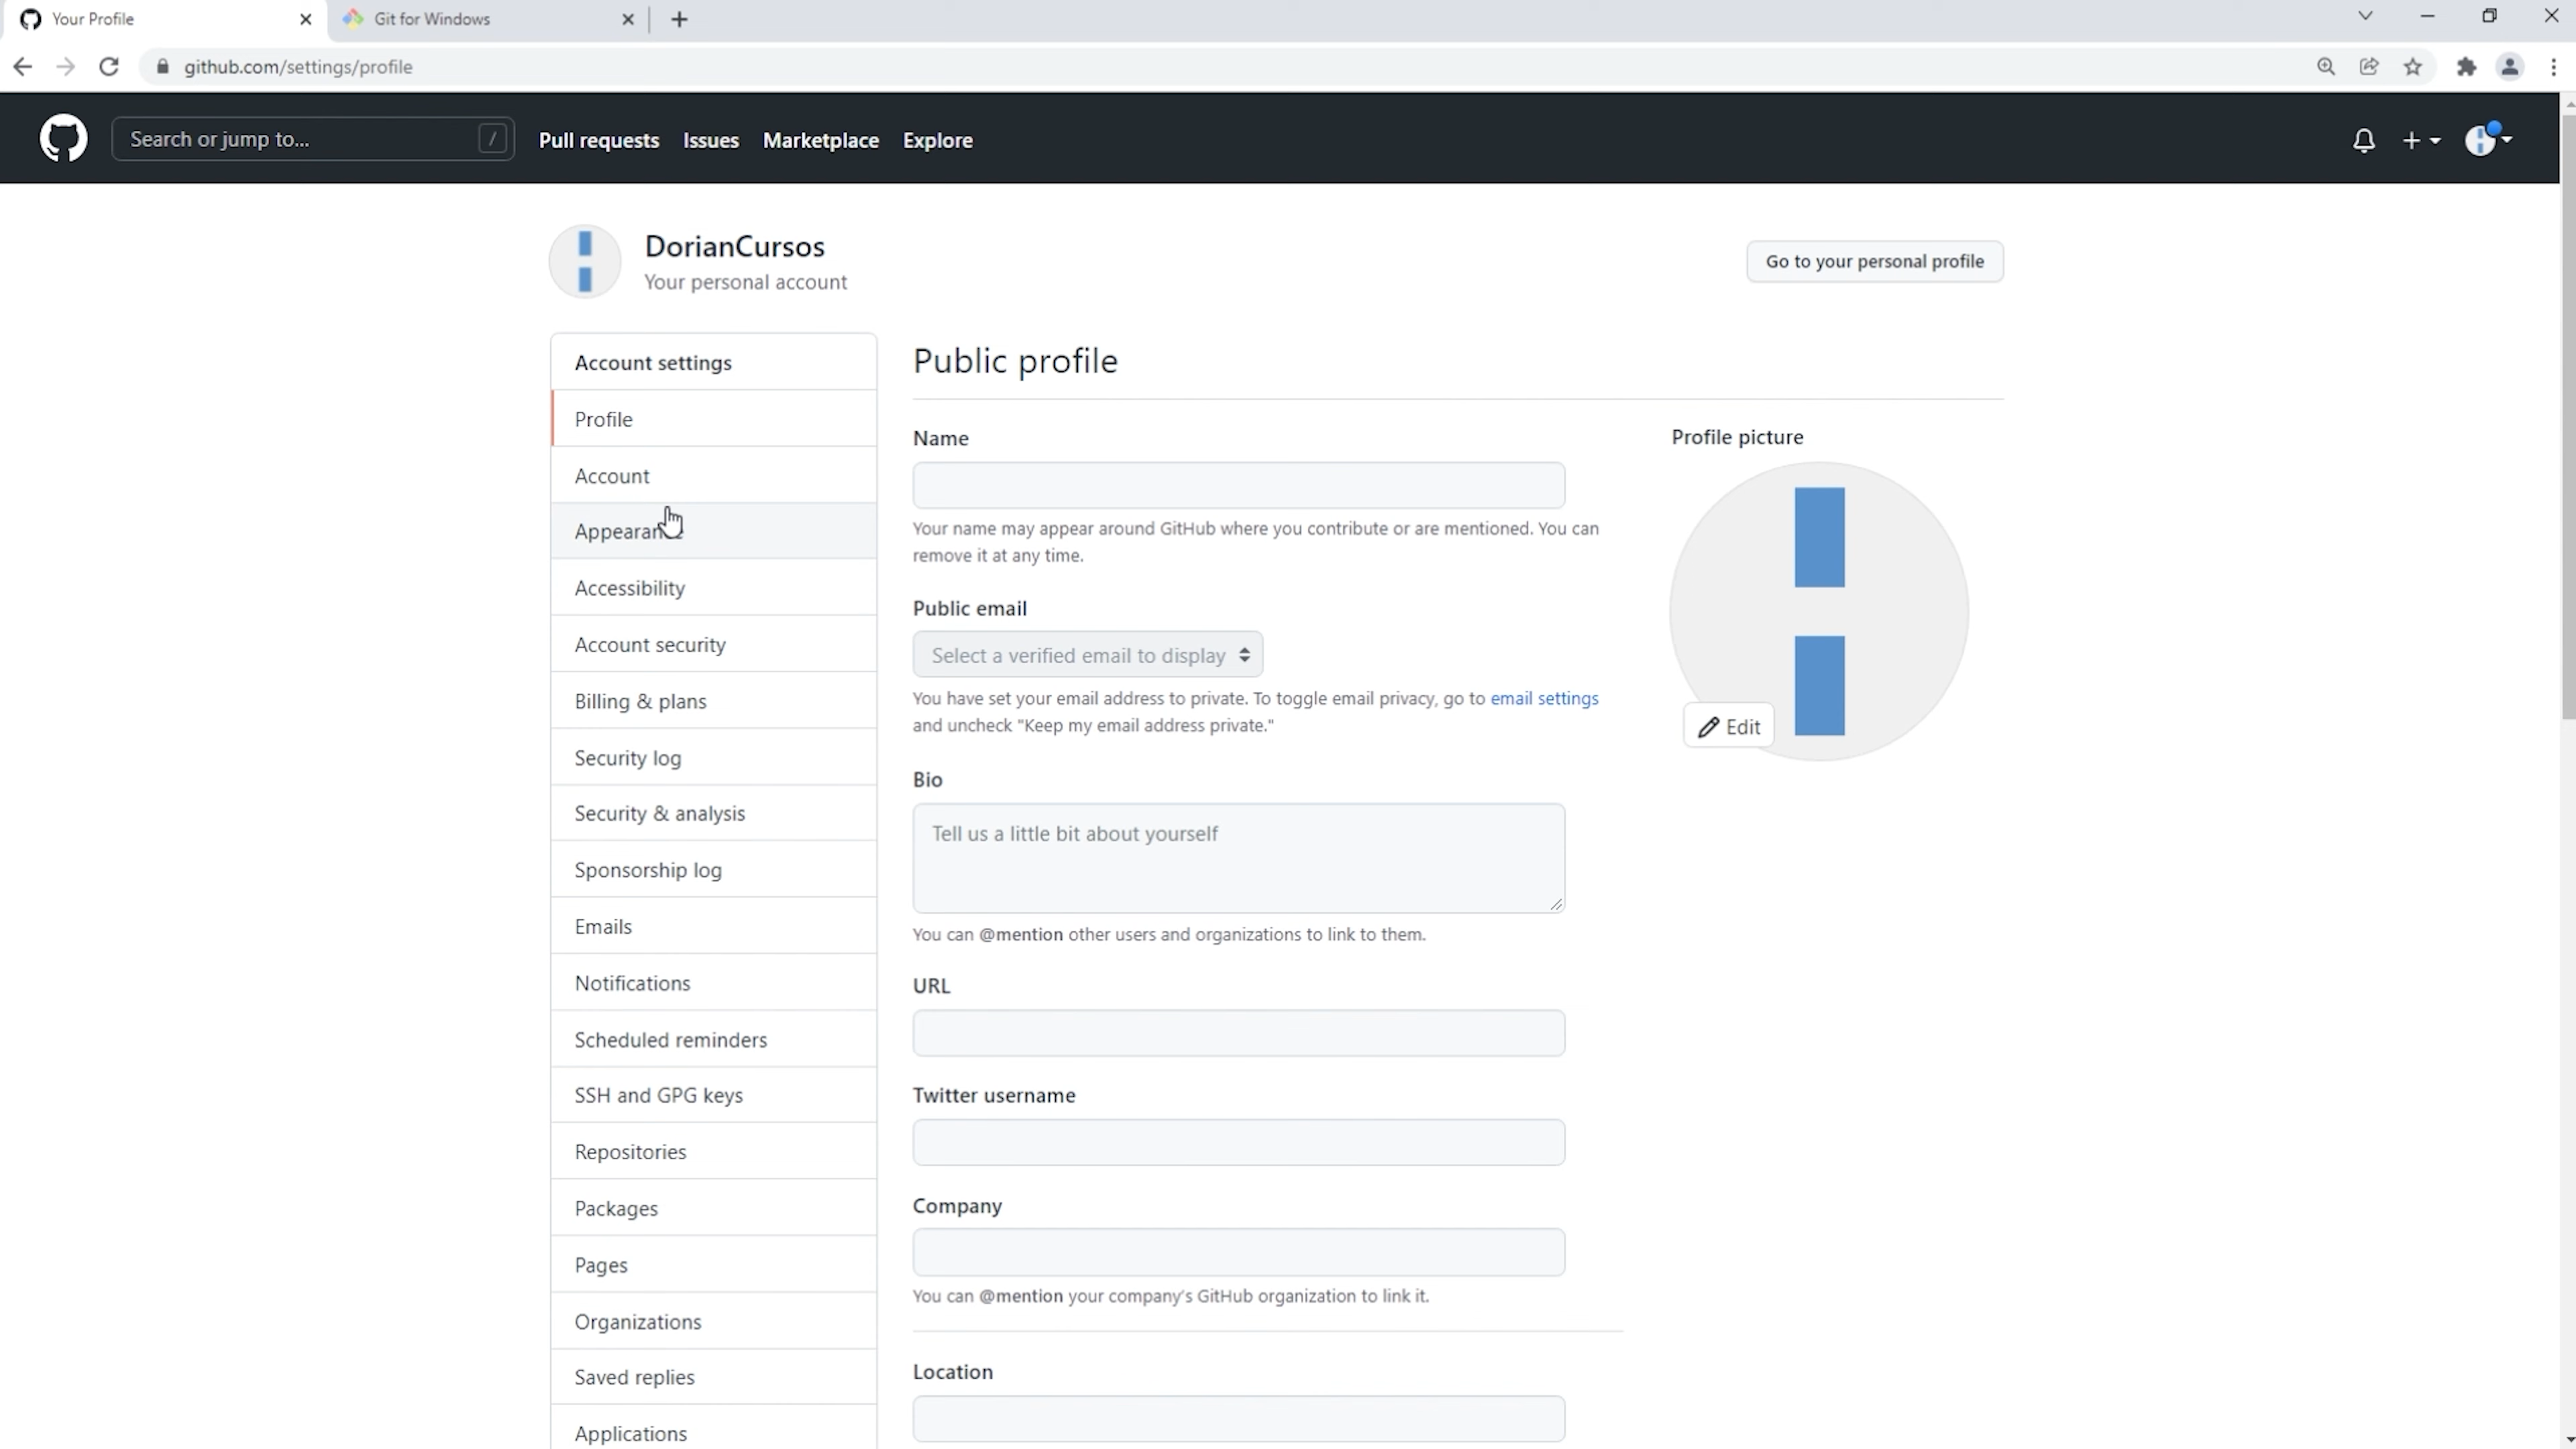 Your Profile
Git for Windows
github.com/settings/profile
Search or jump to...
/
Pull requests
Issues
Marketplace
Explore
DorianCursos
Your personal account
Go to your personal profile
Account settings
Profile
Account
Appearance
Accessibility
Account security
Billing & plans
Security log
Security & analysis
Sponsorship log
Emails
Notifications
Scheduled reminders
SSH and GPG keys
Repositories
Packages
Pages
Organizations
Saved replies
Applications
Public profile
Name
Your name may appear around GitHub where you contribute or are mentioned. You can
remove it at any time.
Public email
Select a verified email to display
You have set your email address to private. To toggle email privacy, go to email settings
and uncheck "Keep my email address private."
Bio
Tell us a little bit about yourself
You can @mention other users and organizations to link to them.
URL
Twitter username
Company
You can @mention your company's GitHub organization to link it.
Location
Profile picture
Edit